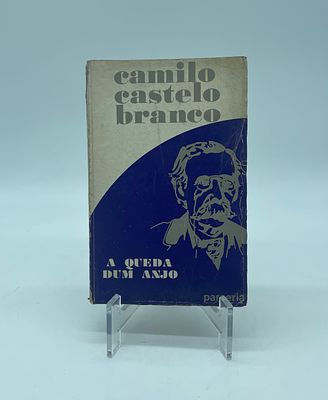 camilo
castelo
branco
A QUEDA
DUM ANJO
parceria